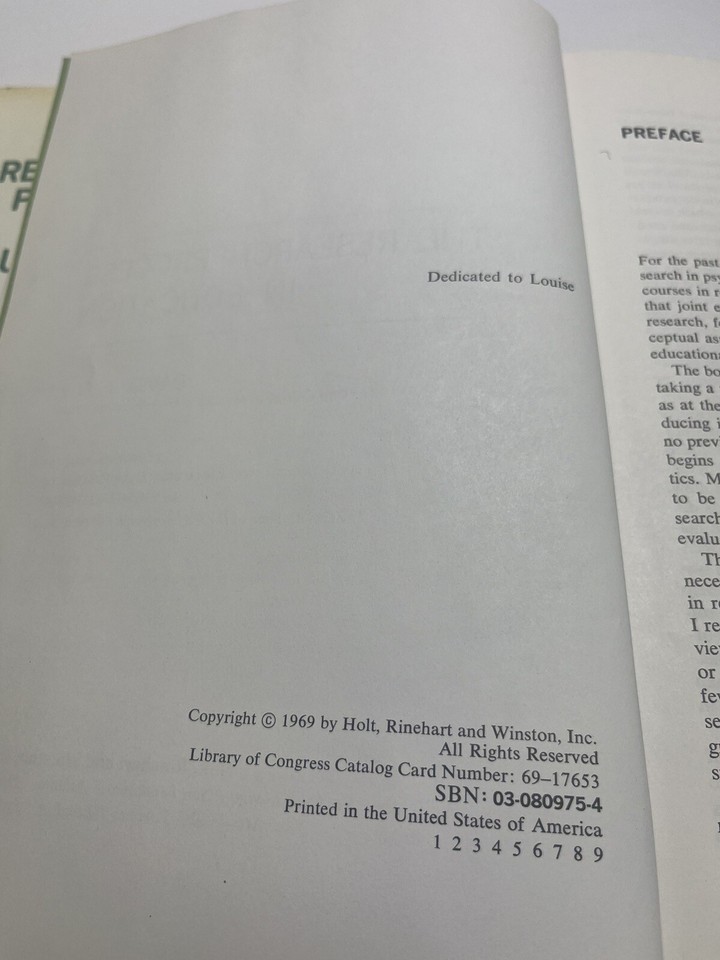 RE
F
U
Dedicated to Louise
Copyright © 1969 by Holt, Rinehart and Winston, Inc.
All Rights Reserved
Library of Congress Catalog Card Number: 69–17653
SBN: 03-080975-4
Printed in the United States of America
1 2 3 4 5 6 7 8 9
PREFACE
For the past
search in psy
courses in r
that joint e
research, f
ceptual as
education
The bo
taking a
as at the
ducing i
no prev
begins
tics. M
to be
search
evalu
Th
nece
in r
I re
vie
or
fe
se
g
s